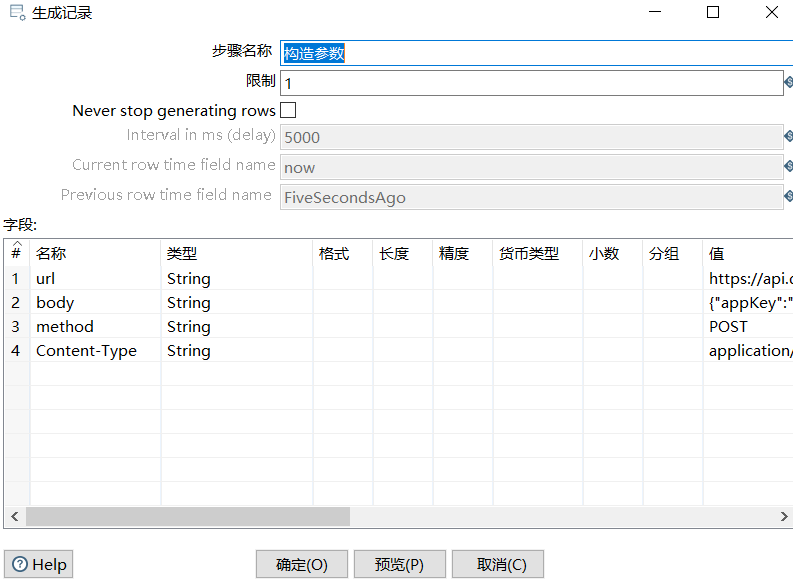 生成记录
步骤名称 构造参数
限制 1
Never stop generating rows
Interval in ms (delay) 5000
Current row time field name now
Previous row time field name FiveSecondsAgo
字段:
# 名称 类型 格式 长度 精度 货币类型 小数 分组 值
1 url String https://api.
2 body String {"appKey":"
3 method String POST
4 Content-Type String application/
Help 确定(O) 预览(P) 取消(C)